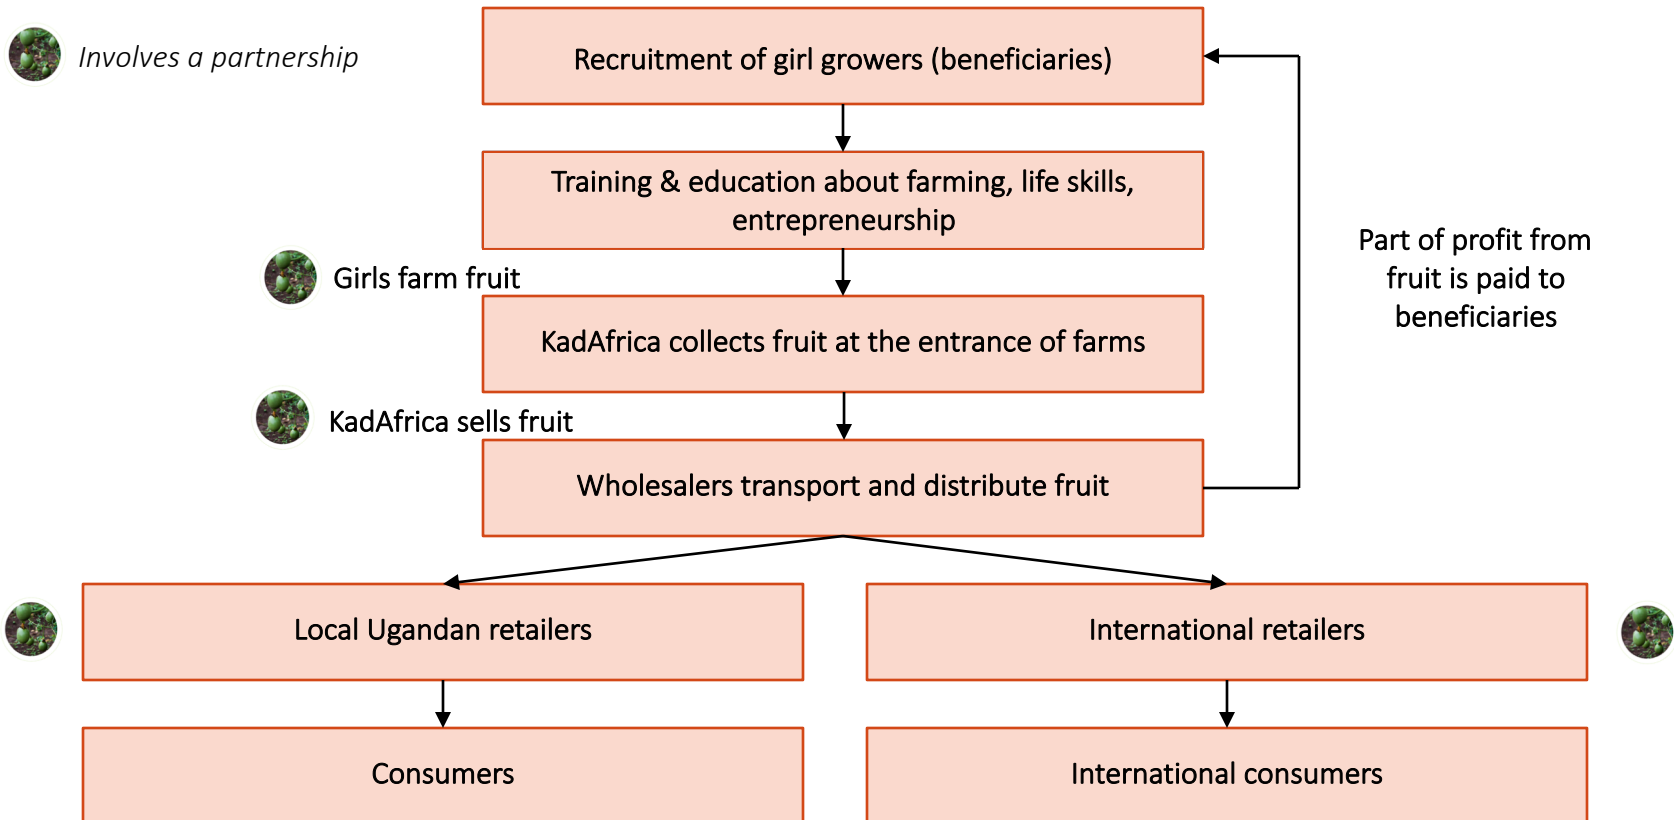 Involves a partnership
Recruitment of girl growers (beneficiaries)
Training & education about farming, life skills,
entrepreneurship
Girls farm fruit
Part of profit from
fruit is paid to
beneficiaries
KadAfrica collects fruit at the entrance of farms
KadAfrica sells fruit
Wholesalers transport and distribute fruit
Local Ugandan retailers
International retailers
Consumers
International consumers